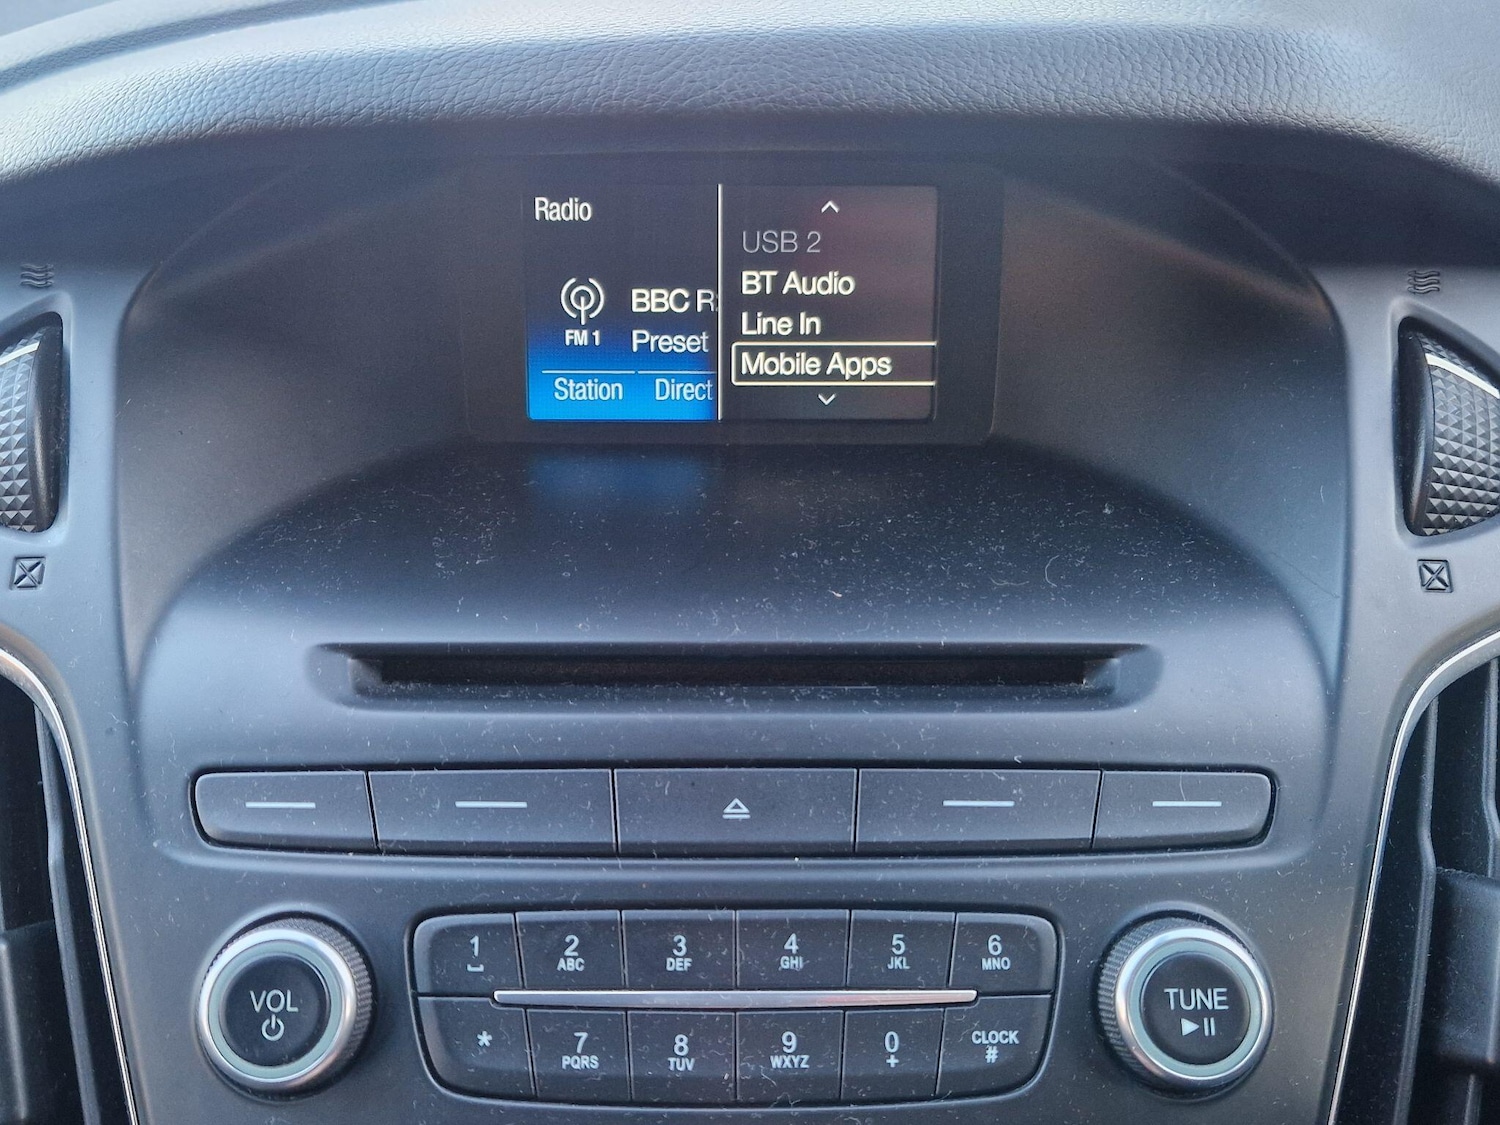 Radio
FM 1
BBC R
Preset
Station Direct
USB 2
BT Audio
Line In
Mobile Apps
1
2 ABC
3 DEF
4 GHI
5 JKL
6 MNO
*
7 PQRS
8 TUV
9 WXYZ
0 +
CLOCK #
VOL
TUNE